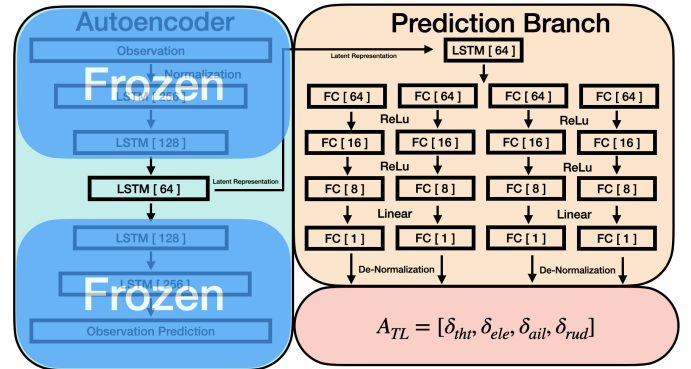 Autoencoder
Observation
Normalization
Frozen
LSTM [ 256 ]
LSTM [ 128 ]
LSTM [ 64 ]
Latent Representation
LSTM [ 128 ]
LSTM [ 256 ]
Frozen
Observation Prediction
Prediction Branch
Latent Representation
LSTM [ 64 ]
FC [ 64 ] FC [ 64 ] FC [ 64 ] FC [ 64 ]
ReLu ReLu
FC [ 16 ] FC [ 16 ] FC [ 16 ] FC [ 16 ]
ReLu ReLu
FC [ 8 ] FC [ 8 ] FC [ 8 ] FC [ 8 ]
Linear Linear
FC [ 1 ] FC [ 1 ] FC [ 1 ] FC [ 1 ]
De-Normalization De-Normalization
A_{TL} = [δ_{tht}, δ_{ele}, δ_{ail}, δ_{rud}]